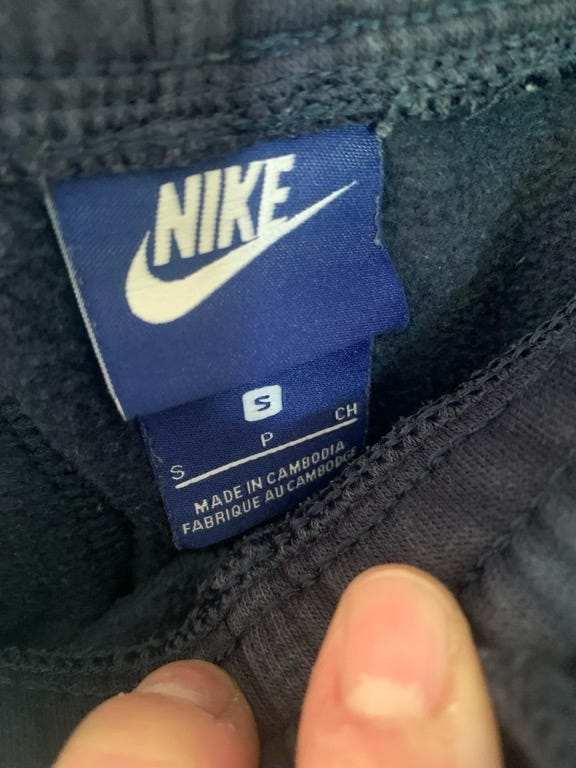 NIKE
S
S P CH
MADE IN CAMBODIA
FABRIQUE AU CAMBODGE